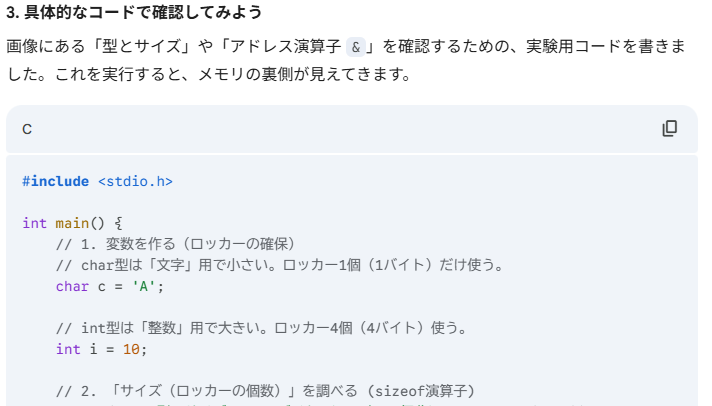 3. 具体的なコードで確認してみよう
画像にある「型とサイズ」や「アドレス演算子 & 」を確認するための、実験用コードを書きま
した。これを実行すると、メモリの裏側が見えてきます。
C
#include <stdio.h>
int main() {
// 1. 変数を作る（ロッカーの確保）
// char型は「文字」用で小さい。ロッカー1個（1バイト）だけ使う。
char c = 'A';
// int型は「整数」用で大きい。ロッカー4個（4バイト）使う。
int i = 10;
// 2. 「サイズ（ロッカーの個数）」を調べる (sizeof演算子)